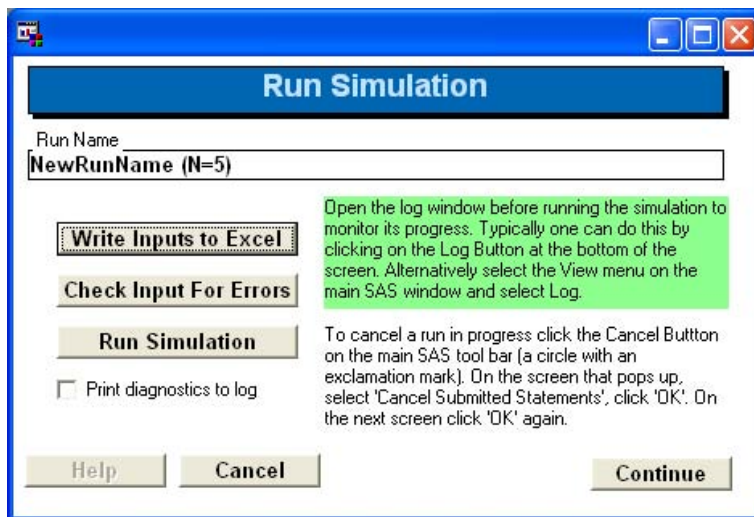 Run Simulation
Run Name
NewRunName (N=5)
Write Inputs to Excel
Check Input For Errors
Run Simulation
Print diagnostics to log
Open the log window before running the simulation to
monitor its progress. Typically one can do this by
clicking on the Log Button at the bottom of the
screen. Alternatively select the View menu on the
main SAS window and select Log.
To cancel a run in progress click the Cancel Buttton
on the main SAS tool bar (a circle with an
exclamation mark). On the screen that pops up,
select 'Cancel Submitted Statements', click 'OK'. On
the next screen click 'OK' again.
Help
Cancel
Continue